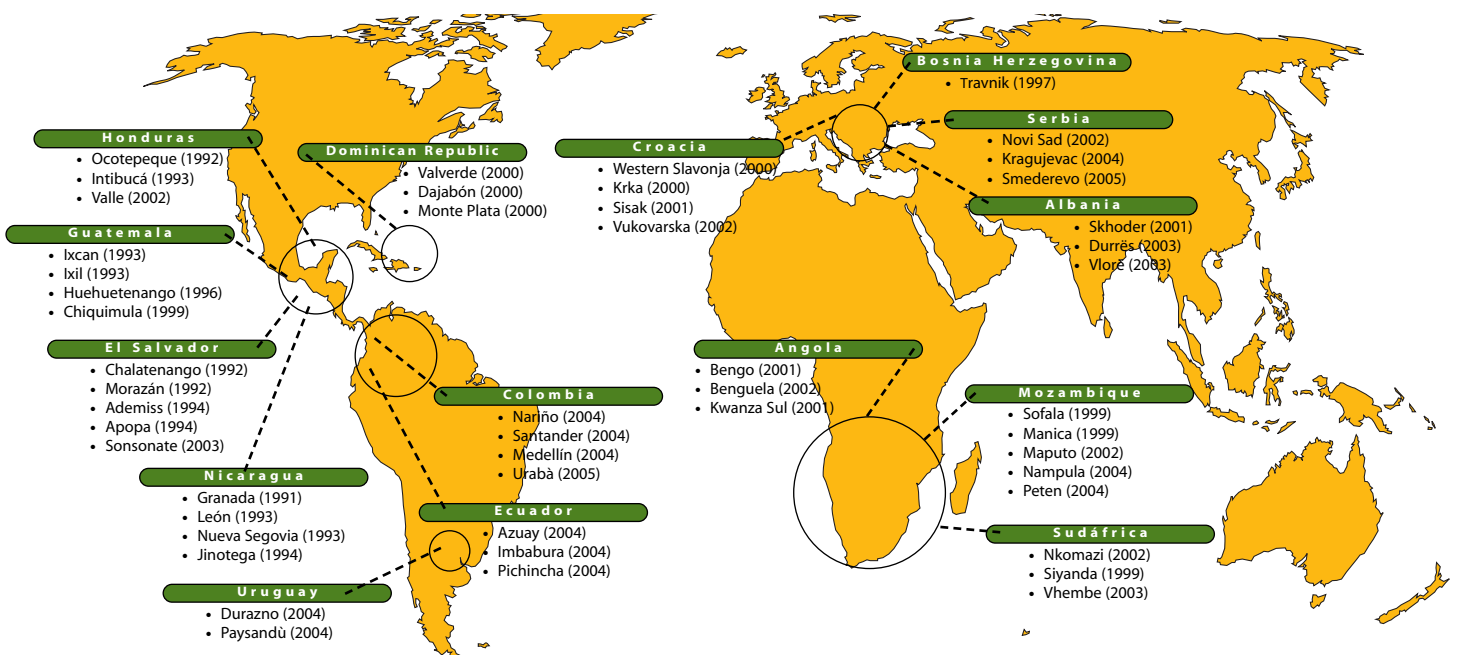 Honduras
• Ocotepeque (1992)
• Intibucá (1993)
• Valle (2002)
Dominican Republic
• Valverde (2000)
• Dajabón (2000)
• Monte Plata (2000)
Guatemala
• Ixcan (1993)
• Ixil (1993)
• Huehuetenango (1996)
• Chiquimula (1999)
El Salvador
• Chalatenango (1992)
• Morazán (1992)
• Ademiss (1994)
• Apopa (1994)
• Sonsonate (2003)
Nicaragua
• Granada (1991)
• León (1993)
• Nueva Segovia (1993)
• Jinotega (1994)
Colombia
• Nariño (2004)
• Santander (2004)
• Medellín (2004)
• Urabà (2005)
Ecuador
• Azuay (2004)
• Imbabura (2004)
• Pichincha (2004)
Uruguay
• Durazno (2004)
• Paysandù (2004)
Croacia
• Western Slavonja (2000)
• Krka (2000)
• Sisak (2001)
• Vukovarska (2002)
Bosnia Herzegovina
• Travnik (1997)
Serbia
• Novi Sad (2002)
• Kragujevac (2004)
• Smederevo (2005)
Albania
• Skhoder (2001)
• Durrës (2003)
• Vlorë (2003)
Angola
• Bengo (2001)
• Benguela (2002)
• Kwanza Sul (2001)
Mozambique
• Sofala (1999)
• Manica (1999)
• Maputo (2002)
• Nampula (2004)
• Peten (2004)
Sudáfrica
• Nkomazi (2002)
• Siyanda (1999)
• Vhembe (2003)